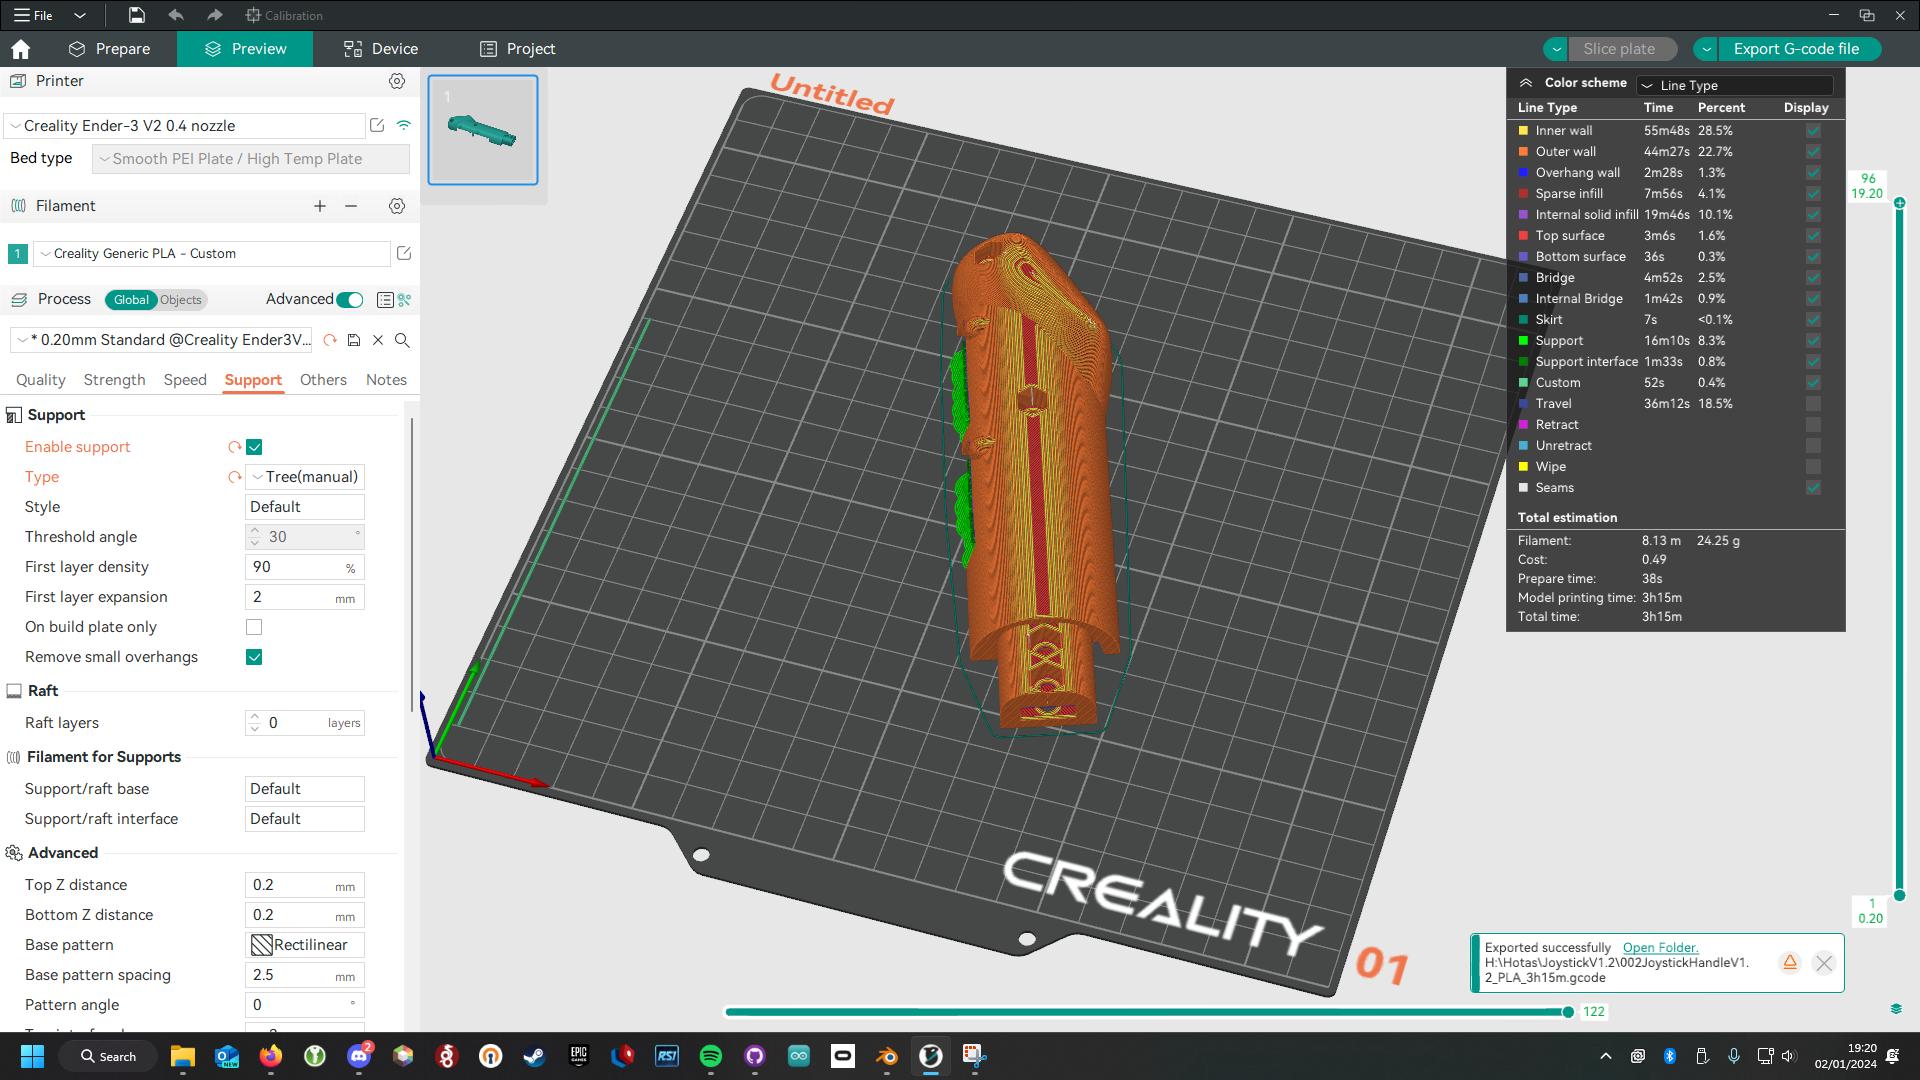 File
Calibration
Prepare
Preview
Device
Project
Slice plate
Export G-code file
Printer
Creality Ender-3 V2 0.4 nozzle
Bed type
Smooth PEI Plate / High Temp Plate
Filament
1
Creality Generic PLA - Custom
Process
Global
Objects
Advanced
* 0.20mm Standard @Creality Ender3V...
Quality
Strength
Speed
Support
Others
Notes
Support
Enable support
Type
Tree(manual)
Style
Default
Threshold angle
30 °
First layer density
90 %
First layer expansion
2 mm
On build plate only
Remove small overhangs
Raft
Raft layers
0 layers
Filament for Supports
Support/raft base
Default
Support/raft interface
Default
Advanced
Top Z distance
0.2 mm
Bottom Z distance
0.2 mm
Base pattern
Rectilinear
Base pattern spacing
2.5 mm
Pattern angle
0 °
1
Untitled
CREALITY
01
Color scheme
Line Type
Line Type Time Percent Display
Inner wall 55m48s 28.5%
Outer wall 44m27s 22.7%
Overhang wall 2m28s 1.3%
Sparse infill 7m56s 4.1%
Internal solid infill 19m46s 10.1%
Top surface 3m6s 1.6%
Bottom surface 36s 0.3%
Bridge 4m52s 2.5%
Internal Bridge 1m42s 0.9%
Skirt 7s <0.1%
Support 16m10s 8.3%
Support interface 1m33s 0.8%
Custom 52s 0.4%
Travel 36m12s 18.5%
Retract
Unretract
Wipe
Seams
Total estimation
Filament: 8.13 m 24.25 g
Cost: 0.49
Prepare time: 38s
Model printing time: 3h15m
Total time: 3h15m
96
19.20
1
0.20
Exported successfully Open Folder.
H:\Hotas\JoystickV1.2\002JoystickHandleV1.
2_PLA_3h15m.gcode
122
Search
NEW
2
EPIC
GAMES
RSI
19:20
02/01/2024